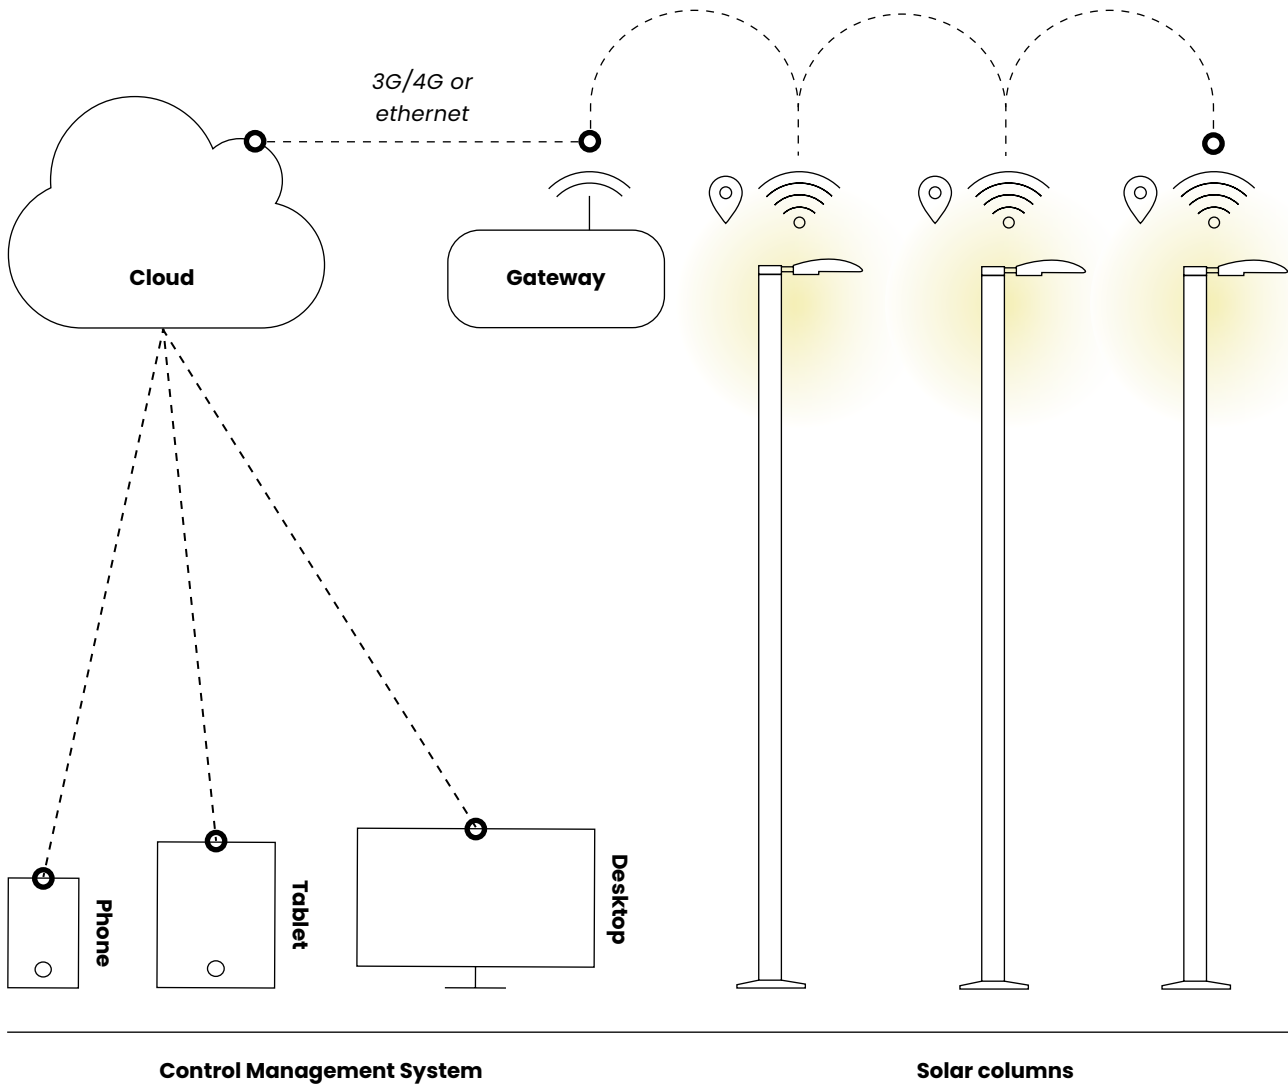 3G/4G or
ethernet
Cloud
Gateway
Phone
Tablet
Desktop
Control Management System
Solar columns